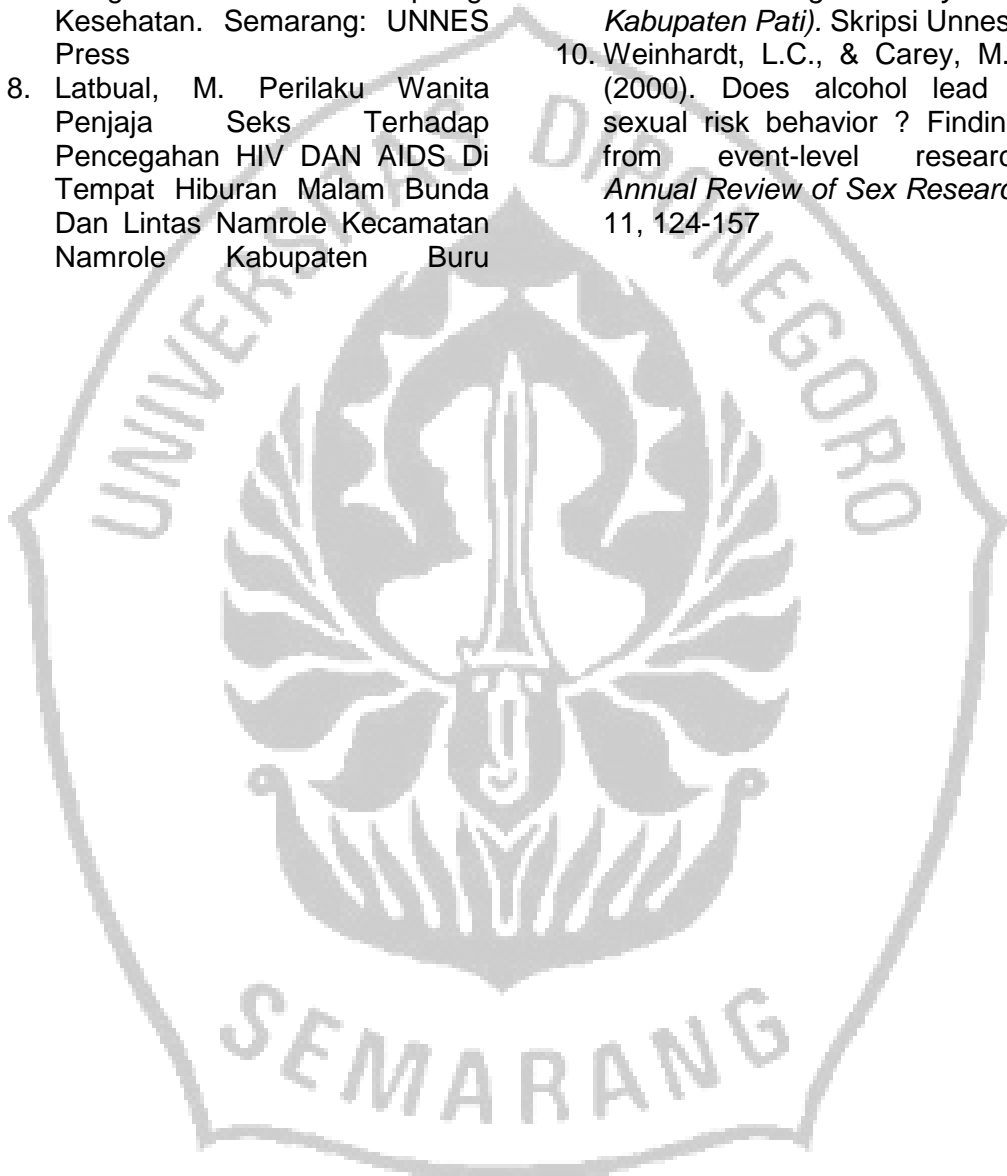 Kesehatan. Semarang: UNNES
Press
8. Latbual, M. Perilaku Wanita
Penjaja Seks Terhadap
Pencegahan HIV DAN AIDS Di
Tempat Hiburan Malam Bunda
Dan Lintas Namrole Kecamatan
Namrole Kabupaten Buru
Kabupaten Pati). Skripsi Unnes
10. Weinhardt, L.C., & Carey, M.
(2000). Does alcohol lead
sexual risk behavior ? Findin
from event-level researc
Annual Review of Sex Researc
11, 124-157
UNIVERSITAS DIPONEGORO
SEMARANG